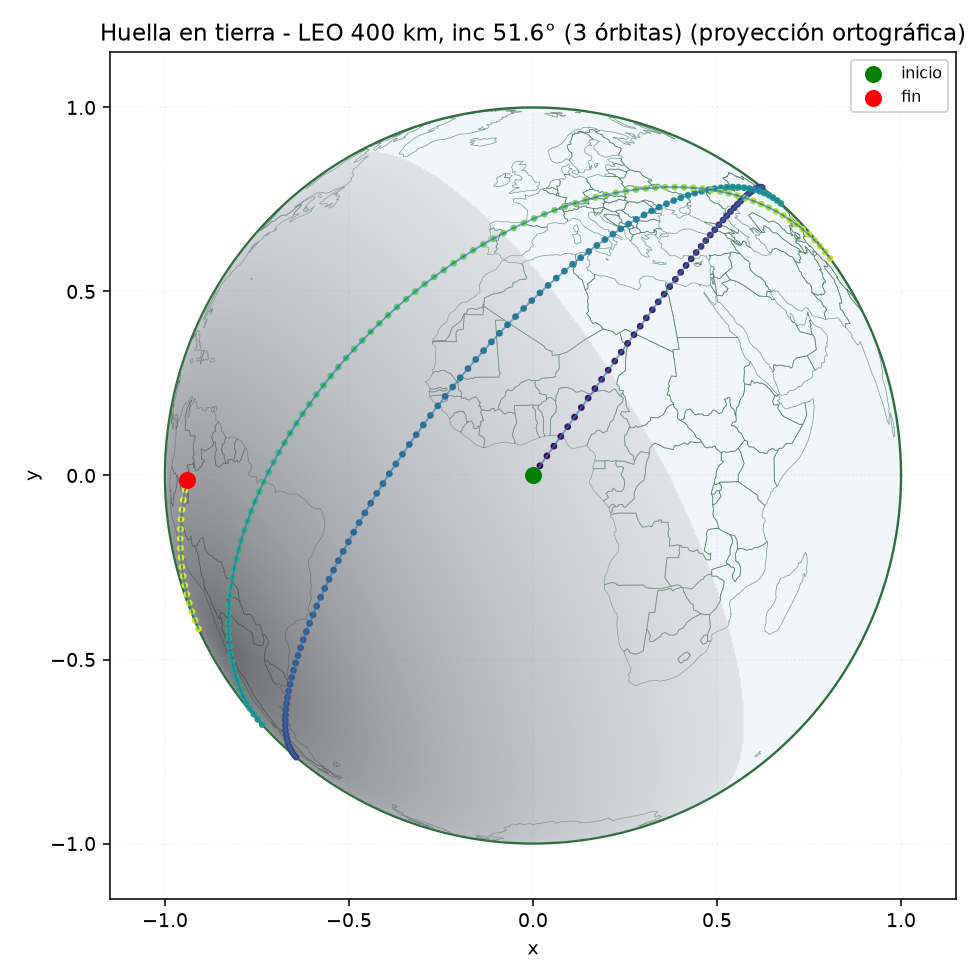 Huella en tierra - LEO 400 km, inc 51.6° (3 órbitas) (proyección ortográfica)
inicio
fin
1.0
0.5
0.0
−0.5
−1.0
y
−1.0
−0.5
0.0
0.5
1.0
x